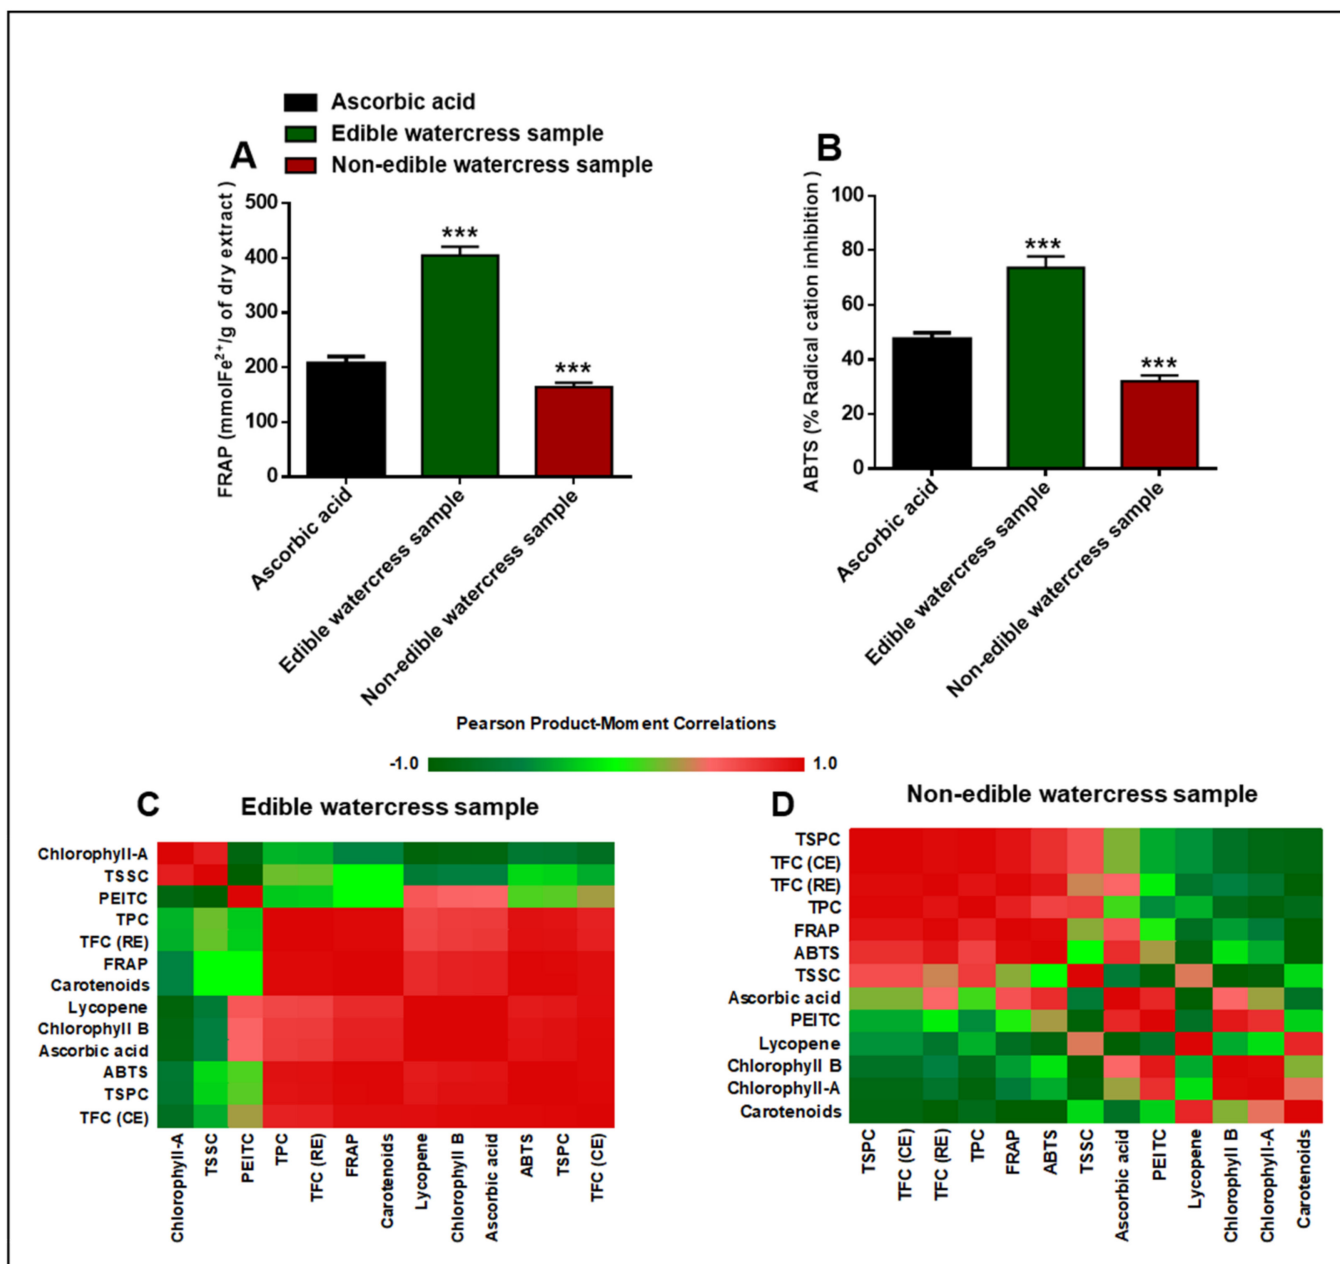 Ascorbic acid
Edible watercress sample
Non-edible watercress sample
A
FRAP (mmolFe²⁺/g of dry extract )
500
400
300
200
100
0
***
***
Ascorbic acid
Edible watercress sample
Non-edible watercress sample
B
ABTS (% Radical cation inhibition )
100
80
60
40
20
0
***
***
Ascorbic acid
Edible watercress sample
Non-edible watercress sample
Pearson Product-Moment Correlations
-1.0
1.0
C
Edible watercress sample
Chlorophyll-A
TSSC
PEITC
TPC
TFC (RE)
FRAP
Carotenoids
Lycopene
Chlorophyll B
Ascorbic acid
ABTS
TSPC
TFC (CE)
Chlorophyll-A
TSSC
PEITC
TPC
TFC (RE)
FRAP
Carotenoids
Lycopene
Chlorophyll B
Ascorbic acid
ABTS
TSPC
TFC (CE)
D
Non-edible watercress sample
TSPC
TFC (CE)
TFC (RE)
TPC
FRAP
ABTS
TSSC
Ascorbic acid
PEITC
Lycopene
Chlorophyll B
Chlorophyll-A
Carotenoids
TSPC
TFC (CE)
TFC (RE)
TPC
FRAP
ABTS
TSSC
Ascorbic acid
PEITC
Lycopene
Chlorophyll B
Chlorophyll-A
Carotenoids